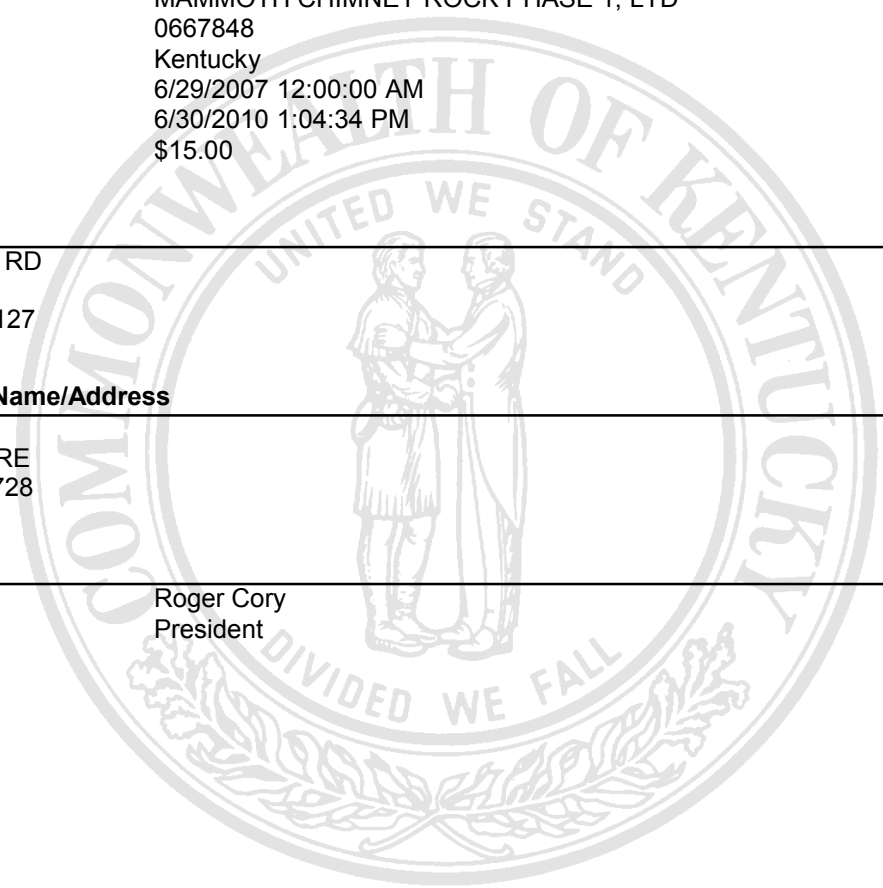 MAMMOTH CHIMNEY ROCK PHASE 1, LTD
0667848
Kentucky
6/29/2007 12:00:00 AM
6/30/2010 1:04:34 PM
$15.00
RD
127
Name/Address
RE
728
Roger Cory
President
COMMONWEALTH OF KENTUCKY
UNITED WE STAND
DIVIDED WE FALL